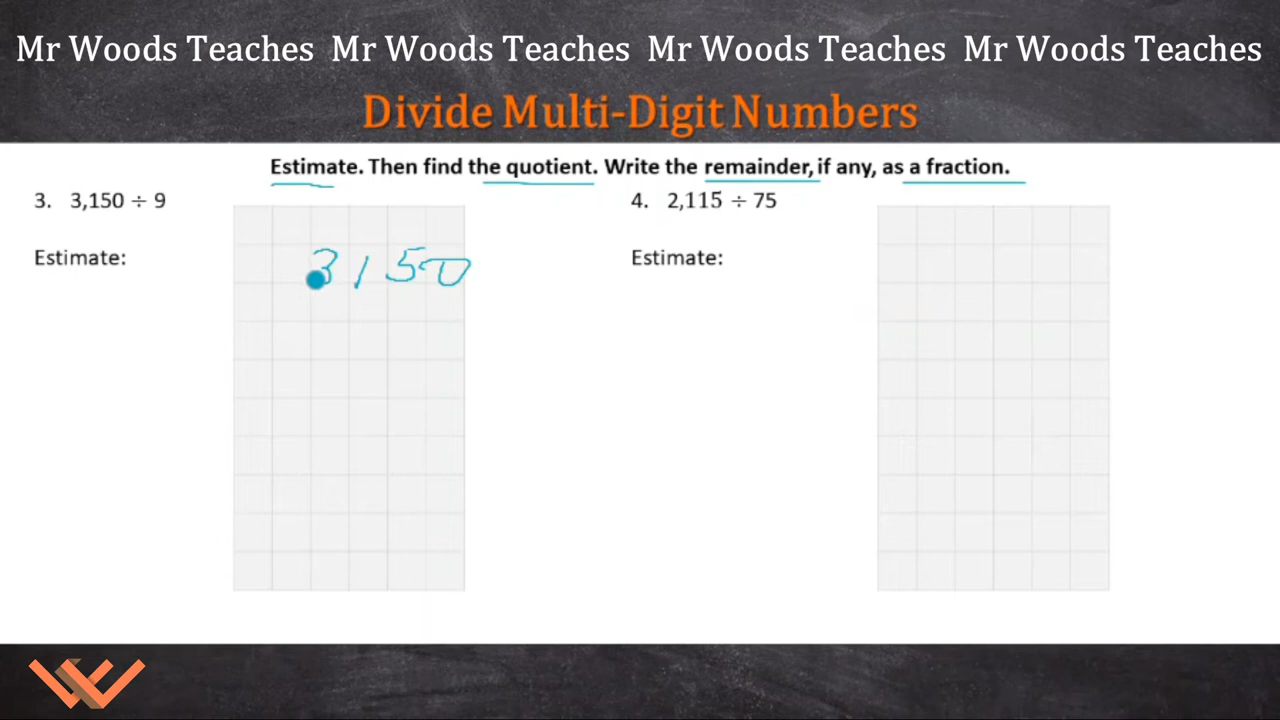 Mr Woods Teaches Mr Woods Teaches Mr Woods Teaches Mr Woods Teaches
Divide Multi-Digit Numbers
Estimate. Then find the quotient. Write the remainder, if any, as a fraction.
3. 3,150 ÷ 9
Estimate:
3150
4. 2,115 ÷ 75
Estimate: